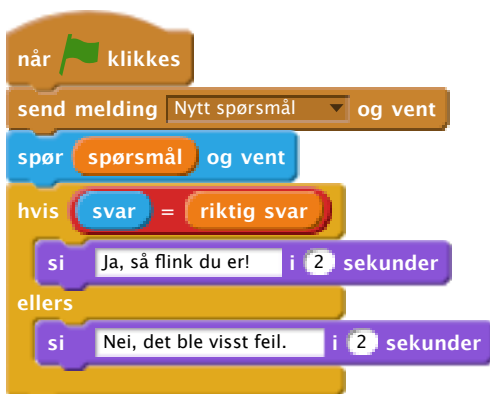 når klikkes
send melding Nytt spørsmål og vent
spør spørsmål og vent
hvis svar = riktig svar
si Ja, så flink du er! i 2 sekunder
ellers
si Nei, det ble visst feil. i 2 sekunder